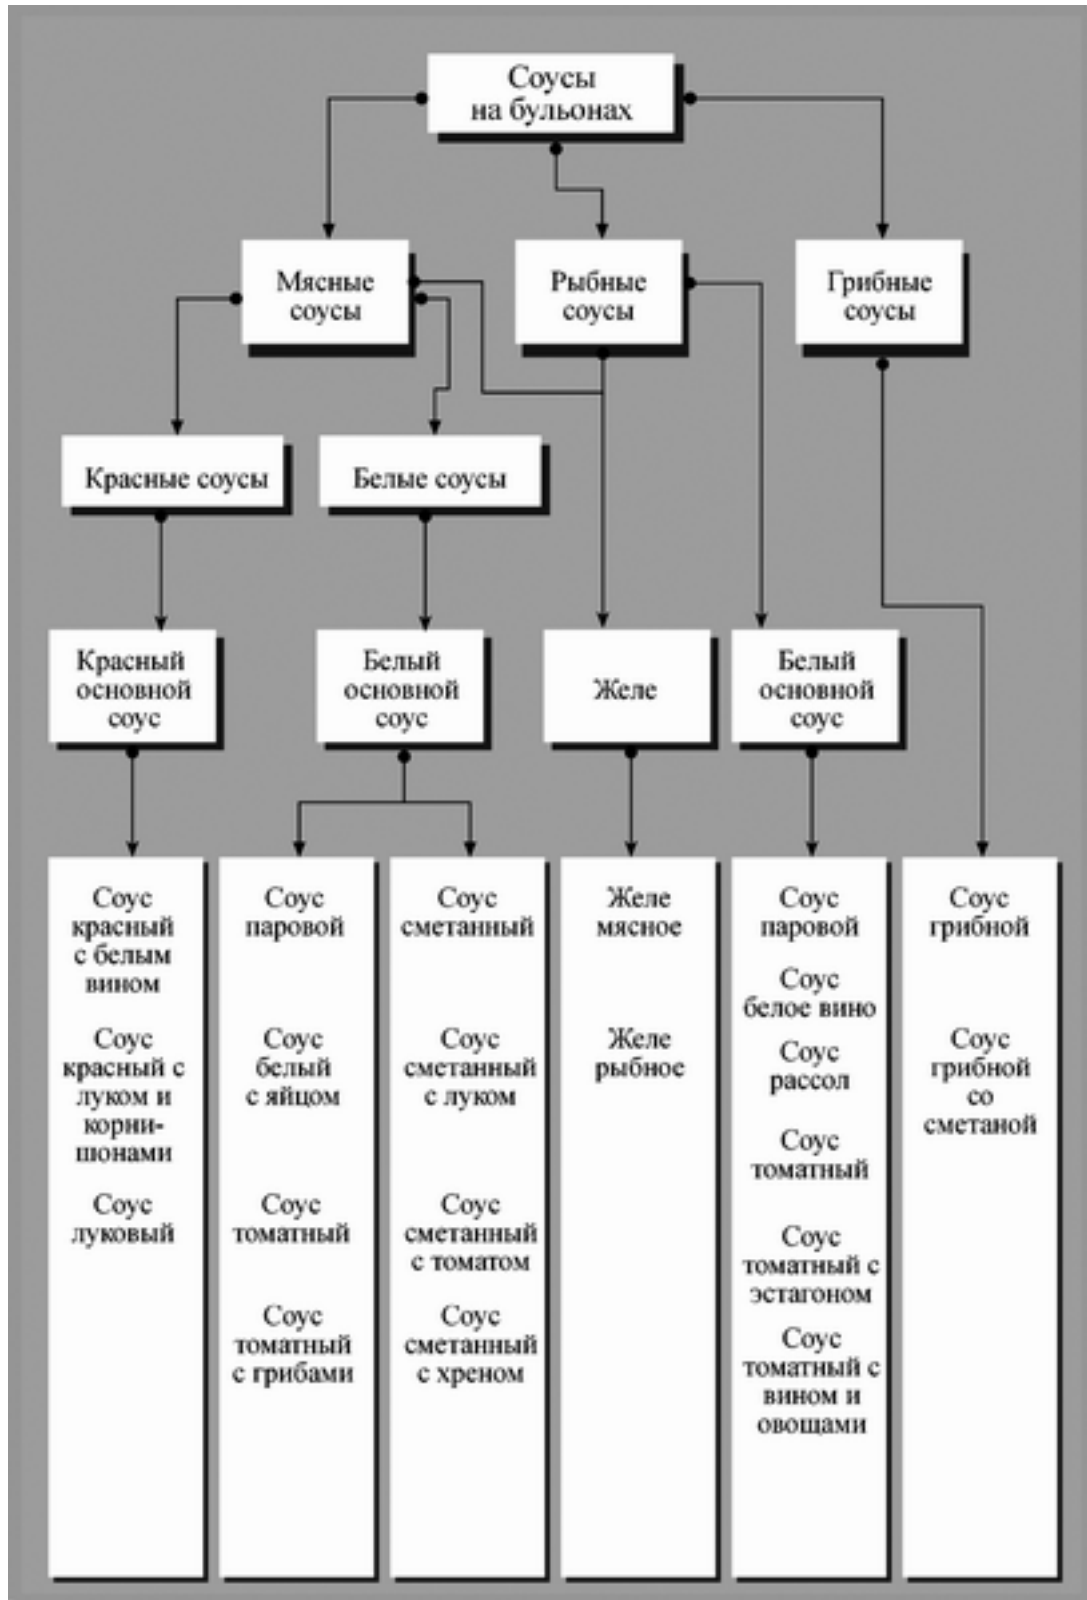 Соусы
на бульонах
Мясные
соусы
Рыбные
соусы
Грибные
соусы
Красные соусы
Белые соусы
Красный
основной
соус
Белый
основной
соус
Желе
Белый
основной
соус
Соус
красный
с белым
вином
Соус
красный с
луком и
корни-
шонами
Соус
луковый
Соус
паровой
Соус
белый
с яйцом
Соус
томатный
Соус
томатный
с грибами
Соус
сметанный
Соус
сметанный
с луком
Соус
сметанный
с томатом
Соус
сметанный
с хреном
Желе
мясное
Желе
рыбное
Соус
паровой
Соус
белое вино
Соус
рассол
Соус
томатный
Соус
томатный с
эстагоном
Соус
томатный с
вином и
овощами
Соус
грибной
Соус
грибной
со
сметаной